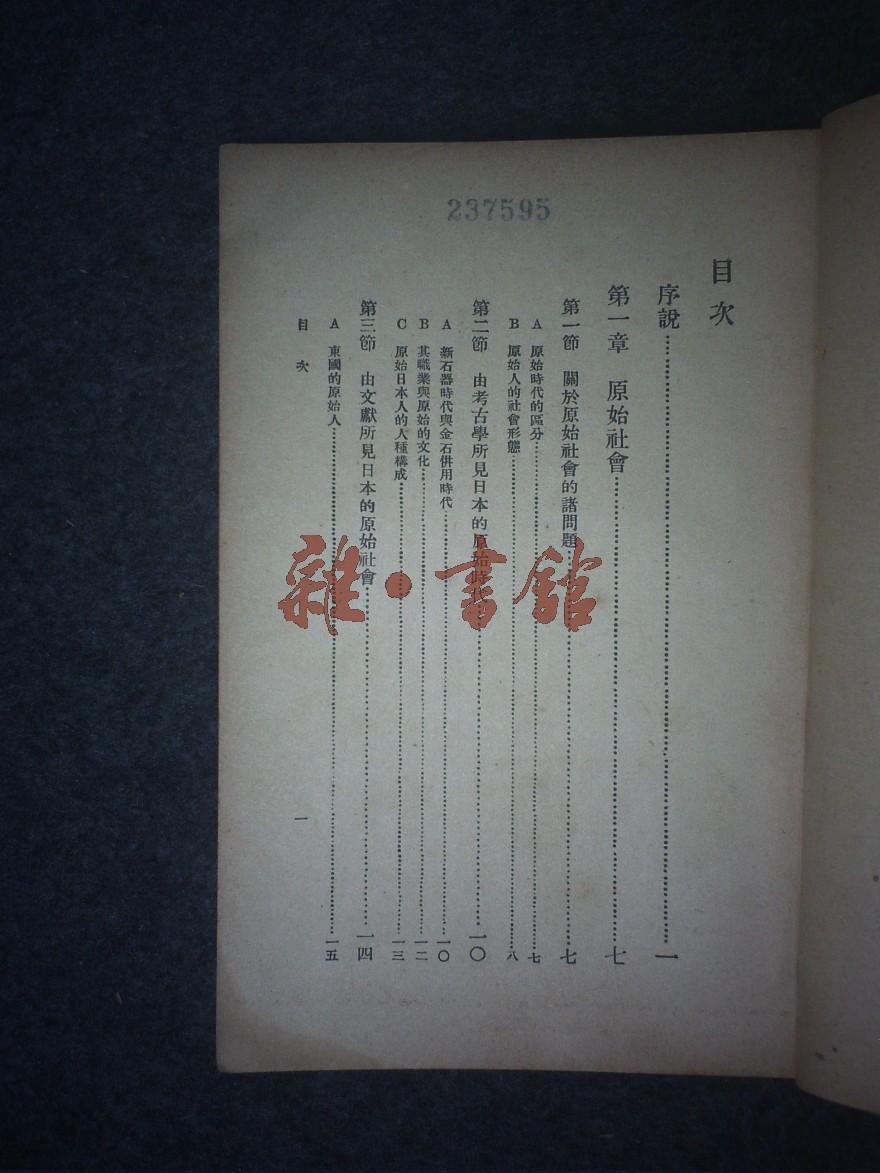 237595
目次
序說…………一
第一章 原始社會…………七
第一節 關於原始社會的諸問題…………七
A 原始時代的區分…………七
B 原始人的社會形態…………八
第二節 由考古學所見日本的原始時代…………一〇
A 新石器時代與金石併用時代…………一〇
B 其職業與原始的文化…………一二
C 原始日本人的人種構成…………一三
第三節 由文獻所見日本的原始社會…………一四
A 東國的原始人…………一五
目次 一
雜·書館